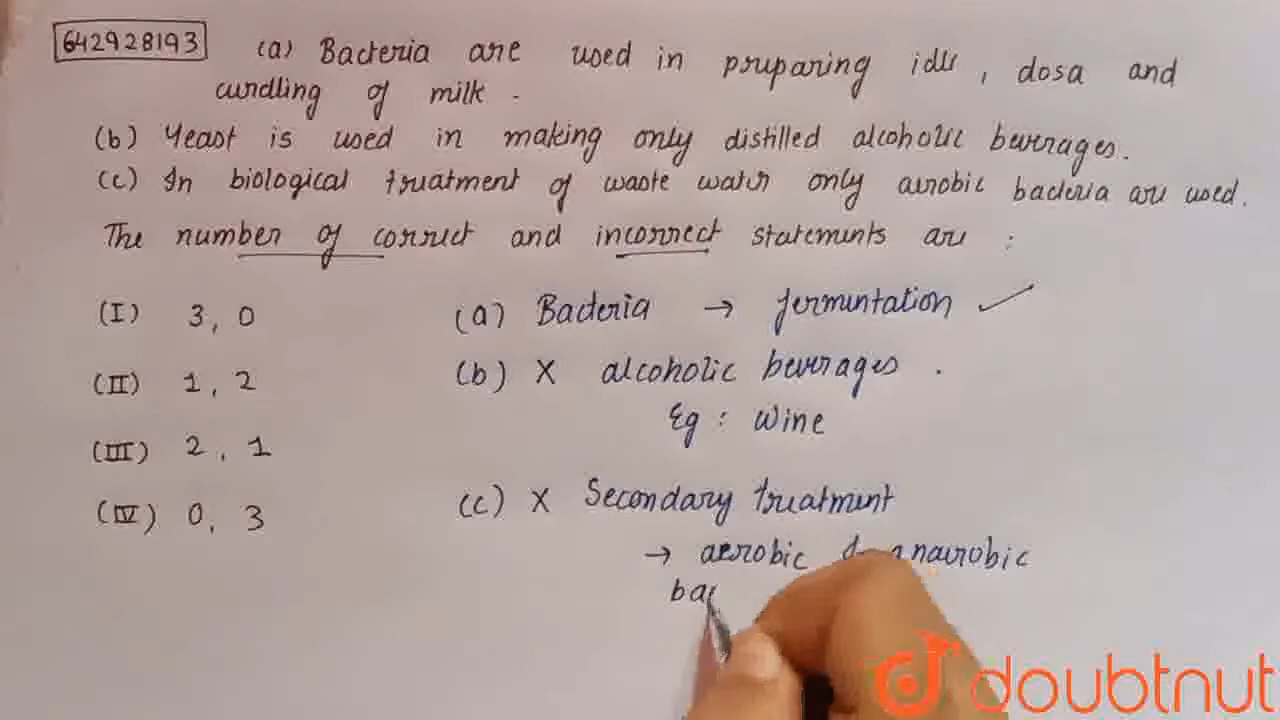 642928193
(a) Bacteria are used in preparing idli, dosa and
curdling of milk.
(b) Yeast is used in making only distilled alcoholic beverages.
(c) In biological treatment of waste water only aerobic bacteria are used.
The number of correct and incorrect statements are :
(I) 3, 0
(II) 1, 2
(III) 2, 1
(IV) 0, 3
(a) Bacteria → fermentation ✓
(b) X alcoholic beverages.
Eg : Wine
(c) X Secondary treatment
→ aerobic & anaerobic
ba
doubtnut